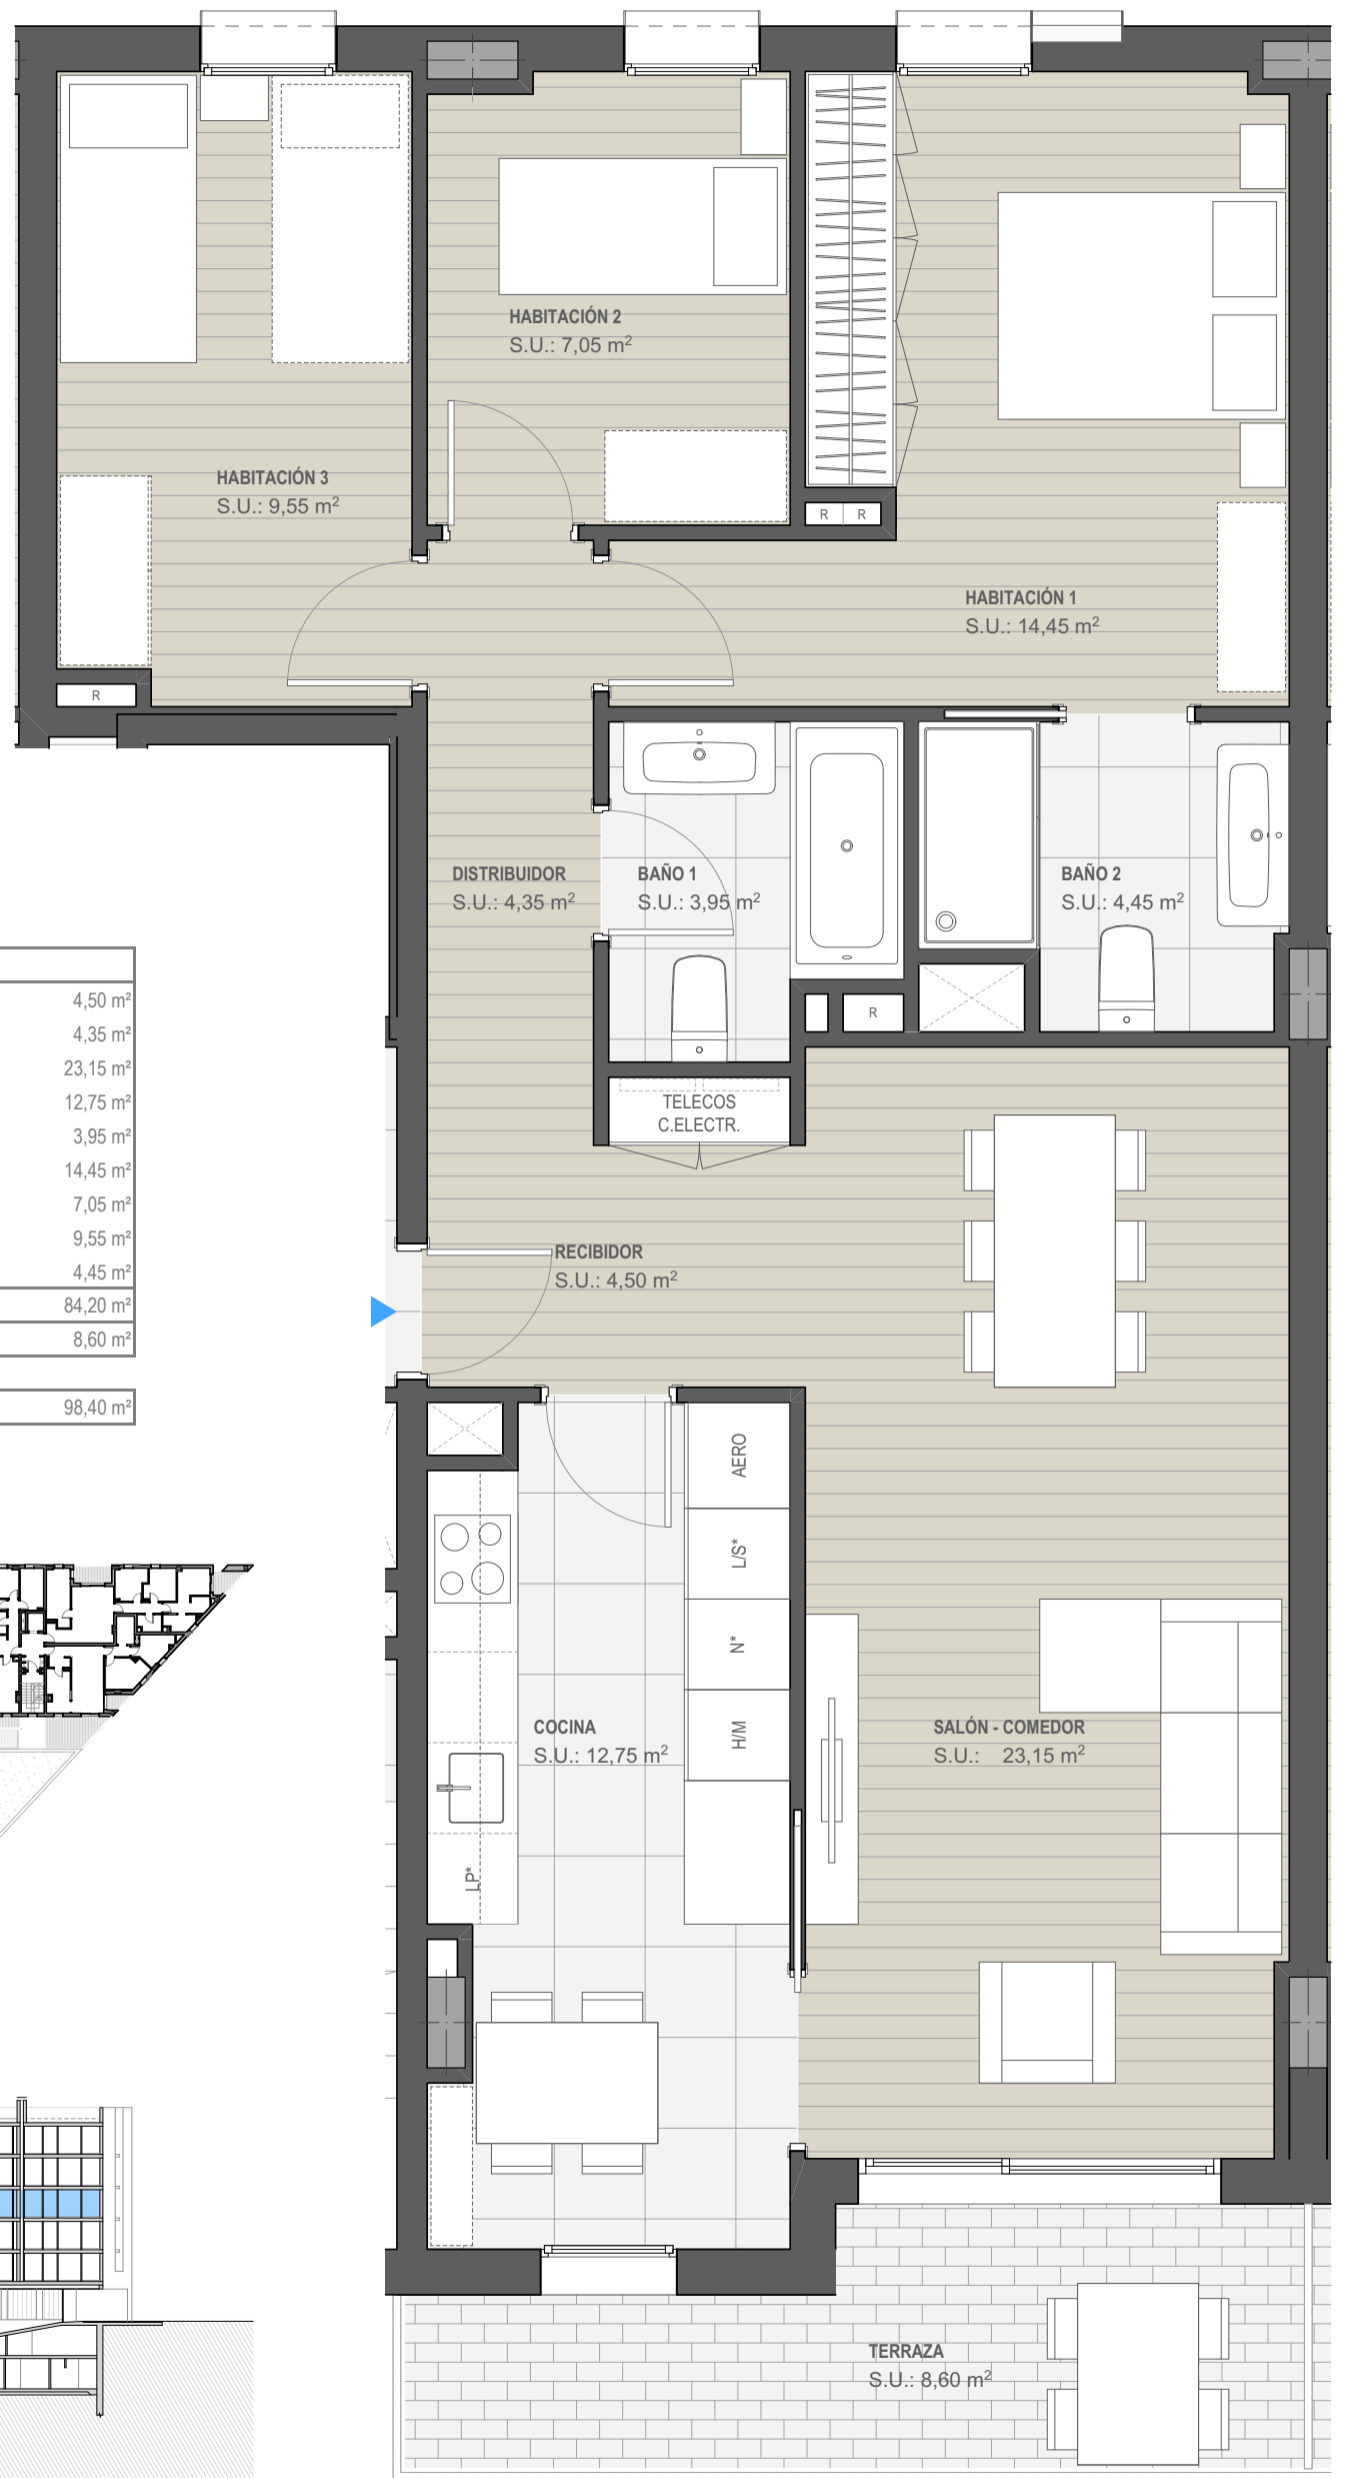 HABITACIÓN 2
S.U.: 7,05 m²
HABITACIÓN 3
S.U.: 9,55 m²
R R
HABITACIÓN 1
S.U.: 14,45 m²
R
DISTRIBUIDOR
S.U.: 4,35 m²
BAÑO 1
S.U.: 3,95 m²
BAÑO 2
S.U.: 4,45 m²
R
4,50 m²
4,35 m²
23,15 m²
12,75 m²
3,95 m²
14,45 m²
7,05 m²
9,55 m²
4,45 m²
84,20 m²
8,60 m²
98,40 m²
TELECOS
C.ELECTR.
RECIBIDOR
S.U.: 4,50 m²
AERO
L/S*
N*
H/M
COCINA
S.U.: 12,75 m²
LP*
SALÓN - COMEDOR
S.U.: 23,15 m²
TERRAZA
S.U.: 8,60 m²